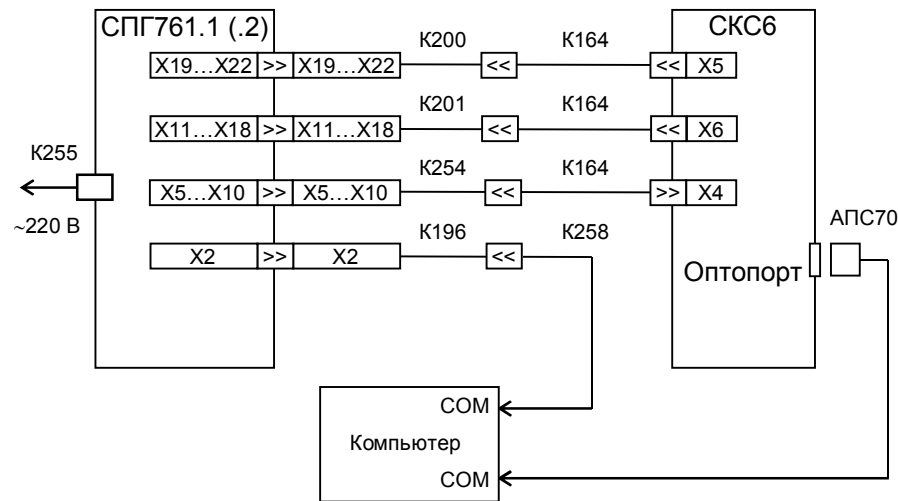 СПГ761.1 (.2)
СКС6
К200
К164
X19...X22 >> X19...X22 << << X5
К201
К164
X11...X18 >> X11...X18 << << X6
К255
К254
К164
X5...X10 >> X5...X10 << >> X4
~220 В
АПС70
К196
К258
X2 >> X2 <<
Оптопорт
COM
Компьютер
COM